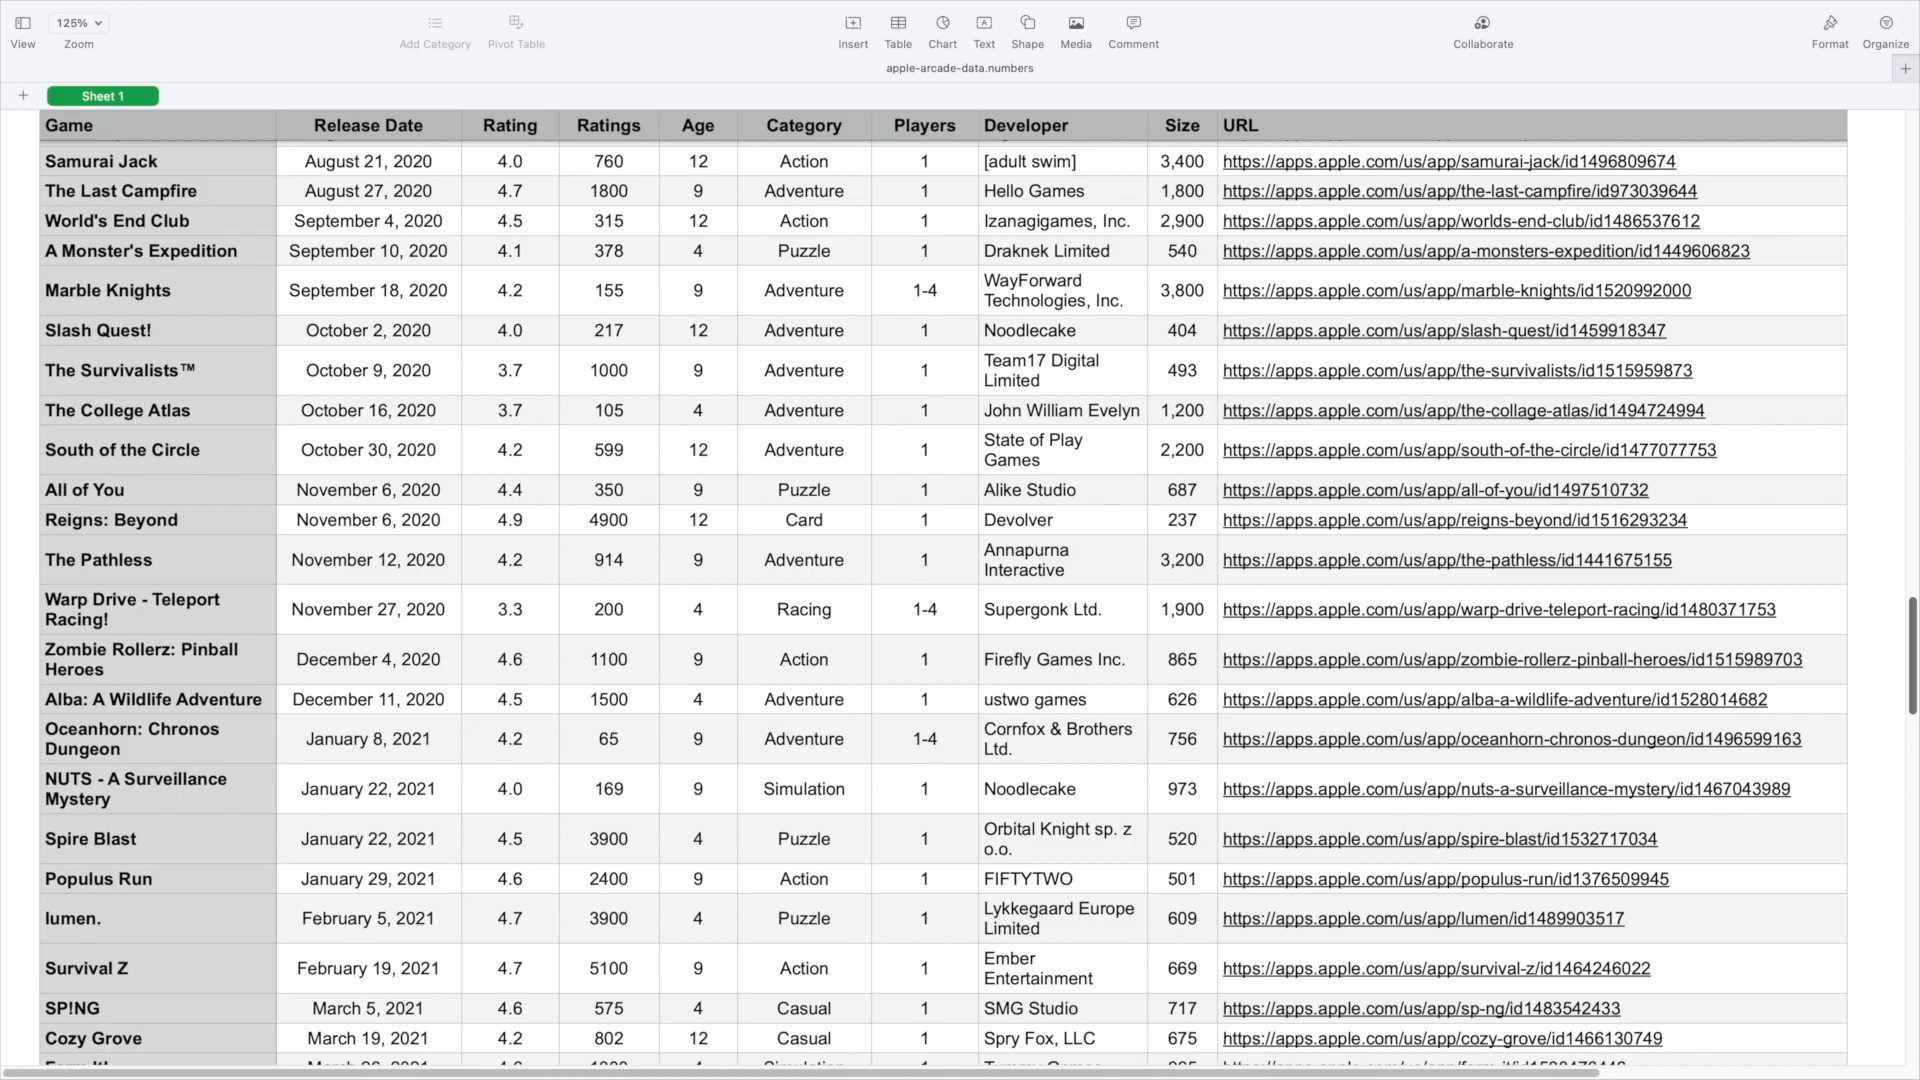 125%
View
Zoom
Add Category
Pivot Table
Insert
Table
Chart
Text
Shape
Media
Comment
Collaborate
Format
Organize
apple-arcade-data.numbers
Sheet 1
Game Release Date Rating Ratings Age Category Players Developer Size URL
Samurai Jack August 21, 2020 4.0 760 12 Action 1 [adult swim] 3,400 https://apps.apple.com/us/app/samurai-jack/id1496809674
The Last Campfire August 27, 2020 4.7 1800 9 Adventure 1 Hello Games 1,800 https://apps.apple.com/us/app/the-last-campfire/id973039644
World's End Club September 4, 2020 4.5 315 12 Action 1 Izanagigames, Inc. 2,900 https://apps.apple.com/us/app/worlds-end-club/id1486537612
A Monster's Expedition September 10, 2020 4.1 378 4 Puzzle 1 Draknek Limited 540 https://apps.apple.com/us/app/a-monsters-expedition/id1449606823
Marble Knights September 18, 2020 4.2 155 9 Adventure 1-4 WayForward Technologies, Inc. 3,800 https://apps.apple.com/us/app/marble-knights/id1520992000
Slash Quest! October 2, 2020 4.0 217 12 Adventure 1 Noodlecake 404 https://apps.apple.com/us/app/slash-quest/id1459918347
The Survivalists™ October 9, 2020 3.7 1000 9 Adventure 1 Team17 Digital Limited 493 https://apps.apple.com/us/app/the-survivalists/id1515959873
The College Atlas October 16, 2020 3.7 105 4 Adventure 1 John William Evelyn 1,200 https://apps.apple.com/us/app/the-collage-atlas/id1494724994
South of the Circle October 30, 2020 4.2 599 12 Adventure 1 State of Play Games 2,200 https://apps.apple.com/us/app/south-of-the-circle/id1477077753
All of You November 6, 2020 4.4 350 9 Puzzle 1 Alike Studio 687 https://apps.apple.com/us/app/all-of-you/id1497510732
Reigns: Beyond November 6, 2020 4.9 4900 12 Card 1 Devolver 237 https://apps.apple.com/us/app/reigns-beyond/id1516293234
The Pathless November 12, 2020 4.2 914 9 Adventure 1 Annapurna Interactive 3,200 https://apps.apple.com/us/app/the-pathless/id1441675155
Warp Drive - Teleport Racing! November 27, 2020 3.3 200 4 Racing 1-4 Supergonk Ltd. 1,900 https://apps.apple.com/us/app/warp-drive-teleport-racing/id1480371753
Zombie Rollerz: Pinball Heroes December 4, 2020 4.6 1100 9 Action 1 Firefly Games Inc. 865 https://apps.apple.com/us/app/zombie-rollerz-pinball-heroes/id1515989703
Alba: A Wildlife Adventure December 11, 2020 4.5 1500 4 Adventure 1 ustwo games 626 https://apps.apple.com/us/app/alba-a-wildlife-adventure/id1528014682
Oceanhorn: Chronos Dungeon January 8, 2021 4.2 65 9 Adventure 1-4 Cornfox & Brothers Ltd. 756 https://apps.apple.com/us/app/oceanhorn-chronos-dungeon/id1496599163
NUTS - A Surveillance Mystery January 22, 2021 4.0 169 9 Simulation 1 Noodlecake 973 https://apps.apple.com/us/app/nuts-a-surveillance-mystery/id1467043989
Spire Blast January 22, 2021 4.5 3900 4 Puzzle 1 Orbital Knight sp. z o.o. 520 https://apps.apple.com/us/app/spire-blast/id1532717034
Populus Run January 29, 2021 4.6 2400 9 Action 1 FIFTYTWO 501 https://apps.apple.com/us/app/populus-run/id1376509945
lumen. February 5, 2021 4.7 3900 4 Puzzle 1 Lykkegaard Europe Limited 609 https://apps.apple.com/us/app/lumen/id1489903517
Survival Z February 19, 2021 4.7 5100 9 Action 1 Ember Entertainment 669 https://apps.apple.com/us/app/survival-z/id1464246022
SP!NG March 5, 2021 4.6 575 4 Casual 1 SMG Studio 717 https://apps.apple.com/us/app/sp-ng/id1483542433
Cozy Grove March 19, 2021 4.2 802 12 Casual 1 Spry Fox, LLC 675 https://apps.apple.com/us/app/cozy-grove/id1466130749